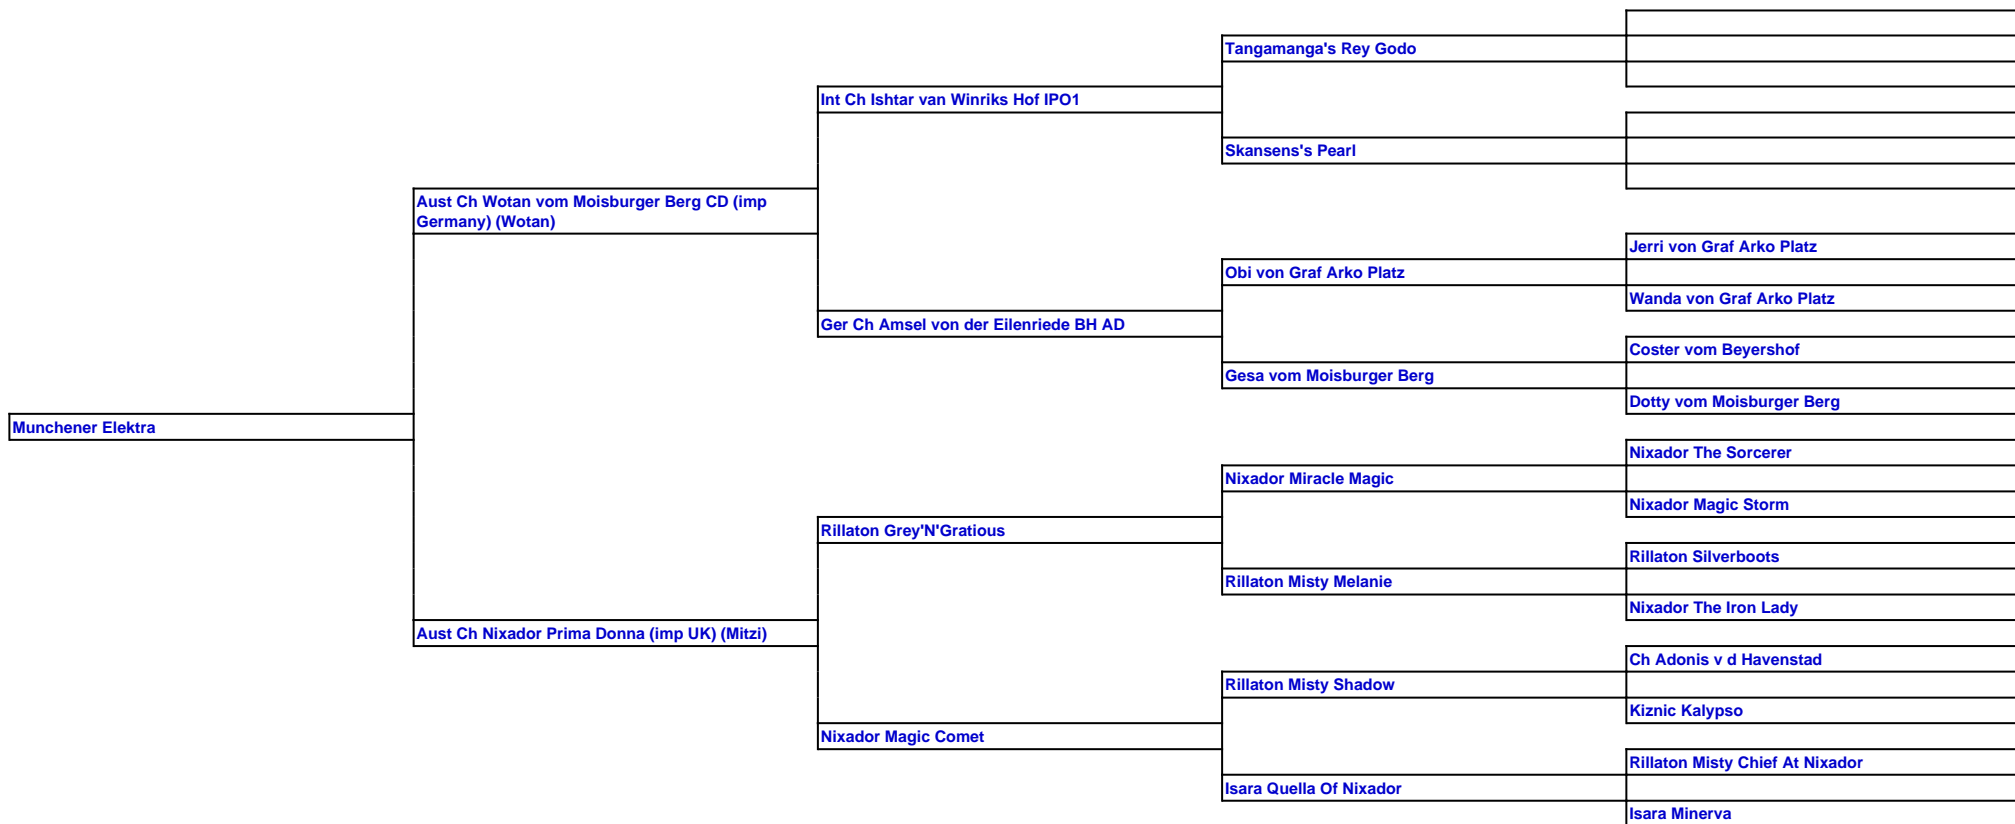 Tangamanga's Rey Godo
Int Ch Ishtar van Winriks Hof IPO1
Skansens's Pearl
Aust Ch Wotan vom Moisburger Berg CD (imp
Germany) (Wotan)
Jerri von Graf Arko Platz
Obi von Graf Arko Platz
Wanda von Graf Arko Platz
Ger Ch Amsel von der Eilenriede BH AD
Coster vom Beyershof
Gesa vom Moisburger Berg
Dotty vom Moisburger Berg
Munchener Elektra
Nixador The Sorcerer
Nixador Miracle Magic
Nixador Magic Storm
Rillaton Grey'N'Gratious
Rillaton Silverboots
Rillaton Misty Melanie
Nixador The Iron Lady
Aust Ch Nixador Prima Donna (imp UK) (Mitzi)
Ch Adonis v d Havenstad
Rillaton Misty Shadow
Kiznic Kalypso
Nixador Magic Comet
Rillaton Misty Chief At Nixador
Isara Quella Of Nixador
Isara Minerva